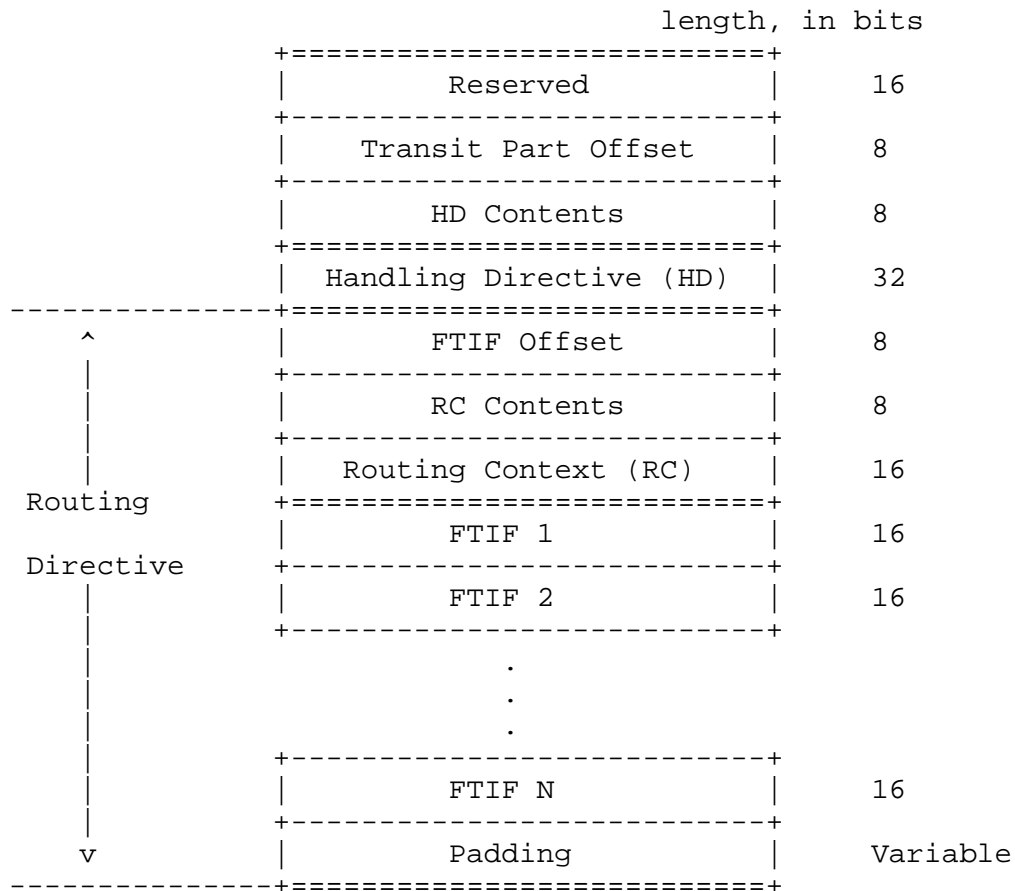 length, in bits
Reserved 16
Transit Part Offset 8
HD Contents 8
Handling Directive (HD) 32
^ FTIF Offset 8
RC Contents 8
Routing Context (RC) 16
Routing
FTIF 1 16
Directive
FTIF 2 16
.
.
.
FTIF N 16
v Padding Variable